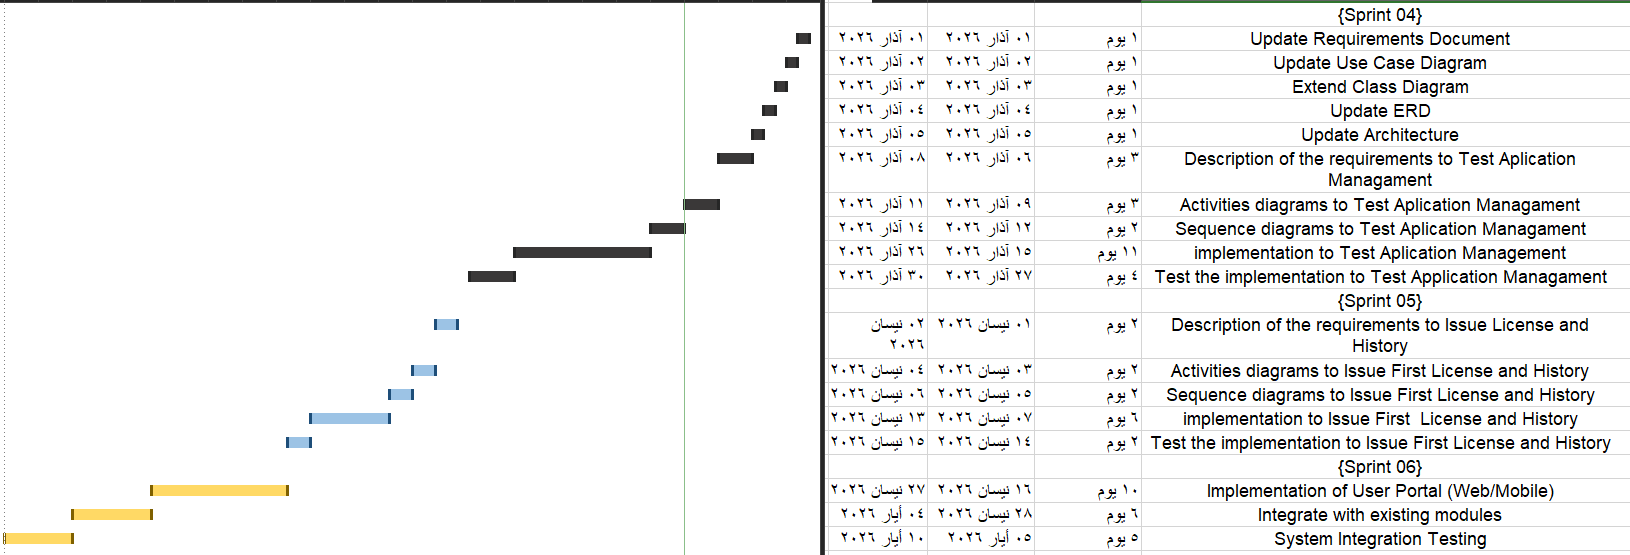 {Sprint 04}
Update Requirements Document ١ يوم ٠١ آذار ٢٠٢٦ ٠١ آذار ٢٠٢٦
Update Use Case Diagram ١ يوم ٠٢ آذار ٢٠٢٦ ٠٢ آذار ٢٠٢٦
Extend Class Diagram ١ يوم ٠٣ آذار ٢٠٢٦ ٠٣ آذار ٢٠٢٦
Update ERD ١ يوم ٠٤ آذار ٢٠٢٦ ٠٤ آذار ٢٠٢٦
Update Architecture ١ يوم ٠٥ آذار ٢٠٢٦ ٠٥ آذار ٢٠٢٦
Description of the requirements to Test Aplication ٣ يوم ٠٦ آذار ٢٠٢٦ ٠٨ آذار ٢٠٢٦
Managament
Activities diagrams to Test Aplication Managament ٣ يوم ٠٩ آذار ٢٠٢٦ ١١ آذار ٢٠٢٦
Sequence diagrams to Test Aplication Managament ٢ يوم ١٢ آذار ٢٠٢٦ ١٤ آذار ٢٠٢٦
implementation to Test Aplication Management ١١ يوم ١٥ آذار ٢٠٢٦ ٢٦ آذار ٢٠٢٦
Test the implementation to Test Application Managament ٤ يوم ٢٧ آذار ٢٠٢٦ ٣٠ آذار ٢٠٢٦
{Sprint 05}
Description of the requirements to Issue License and ٢ يوم ٠١ نيسان ٢٠٢٦ ٠٢ نيسان
History ٢٠٢٦
Activities diagrams to Issue First License and History ٢ يوم ٠٣ نيسان ٢٠٢٦ ٠٤ نيسان ٢٠٢٦
Sequence diagrams to Issue First License and History ٢ يوم ٠٥ نيسان ٢٠٢٦ ٠٦ نيسان ٢٠٢٦
implementation to Issue First License and History ٦ يوم ٠٧ نيسان ٢٠٢٦ ١٣ نيسان ٢٠٢٦
Test the implementation to Issue First License and History ٢ يوم ١٤ نيسان ٢٠٢٦ ١٥ نيسان ٢٠٢٦
{Sprint 06}
Implementation of User Portal (Web/Mobile) ١٠ يوم ١٦ نيسان ٢٠٢٦ ٢٧ نيسان ٢٠٢٦
Integrate with existing modules ٦ يوم ٢٨ نيسان ٢٠٢٦ ٠٤ أيار ٢٠٢٦
System Integration Testing ٥ يوم ٠٥ أيار ٢٠٢٦ ١٠ أيار ٢٠٢٦